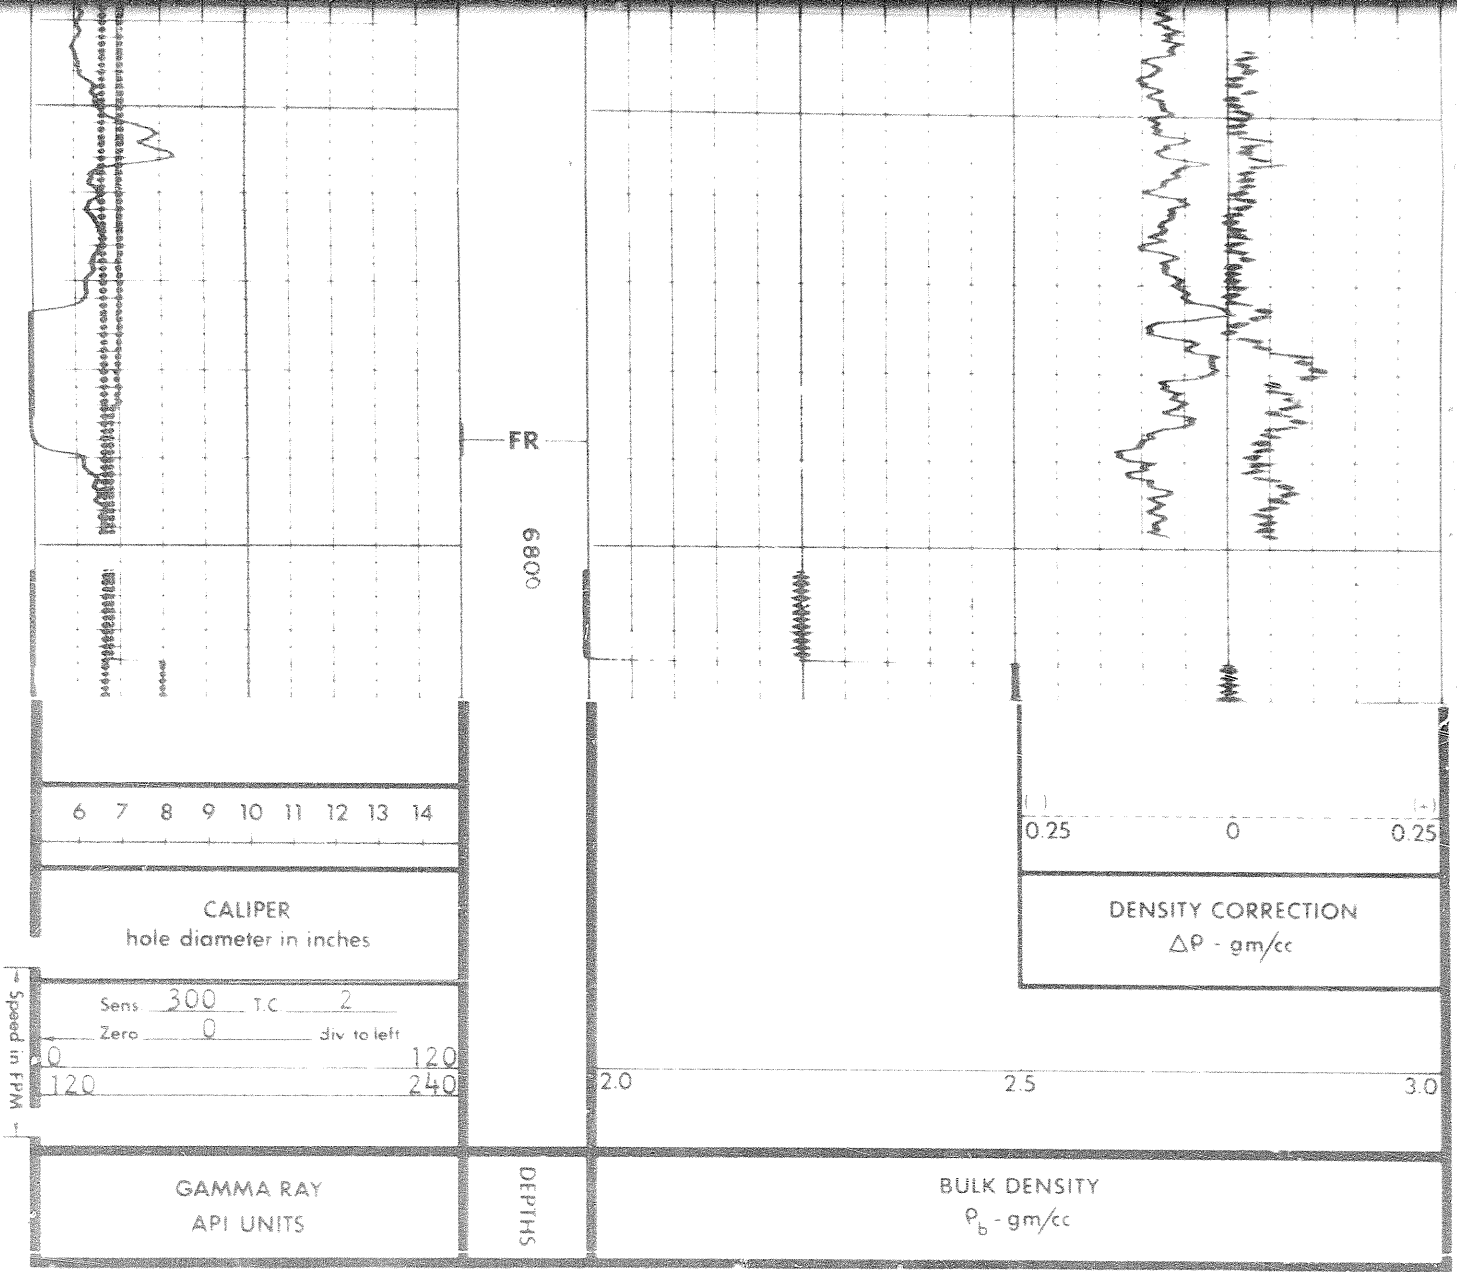 FR
6800
6 7 8 9 10 11 12 13 14
(-) (+)
0.25 0 0.25
CALIPER
hole diameter in inches
DENSITY CORRECTION
Δρ - gm/cc
Sens. 300 T.C. 2
Zero 0 div to left
0 120
120 240
2.0 2.5 3.0
Speed in FPM
GAMMA RAY
API UNITS
DEPTHS
BULK DENSITY
ρb - gm/cc